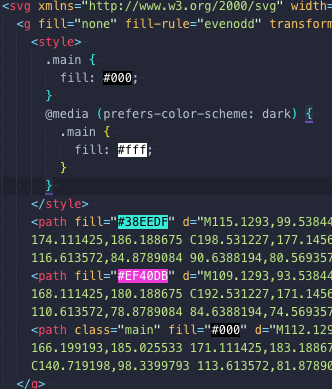 <svg xmlns="http://www.w3.org/2000/svg" width=
<g fill="none" fill-rule="evenodd" transform
<style>
.main {
fill: #000;
}
@media (prefers-color-scheme: dark) {
.main {
fill: #fff;
}
}
</style>
<path fill="#38EEDF" d="M115.1293,99.53844
174.111425,186.188675 C198.531227,177.1456
116.613572,84.8789084 90.6388194,80.569357
<path fill="#EF40DB" d="M109.1293,93.53844
168.111425,180.188675 C192.531227,171.1456
110.613572,78.8789084 84.6388194,74.569357
<path class="main" fill="#000" d="M112.129
166.199193,185.025533 171.111425,183.18867
C140.719198,98.3399793 113.613572,81.87890
</g>